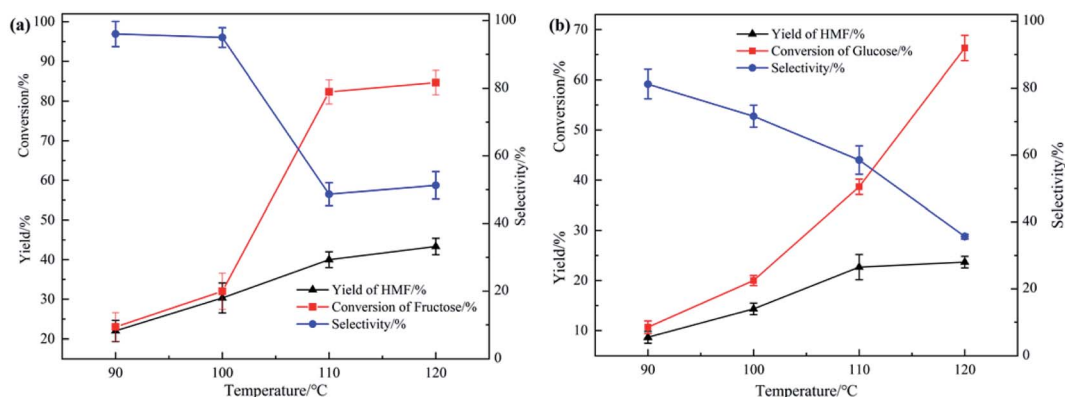 (a)
100
90
80
70
60
50
40
30
20
Conversion/%
Yield/%
100
80
60
40
20
0
Selectivity/%
Yield of HMF/%
Conversion of Fructose/%
Selectivity/%
90
100
110
120
Temperature/°C
(b)
70
60
50
40
30
20
10
Conversion/%
Yield/%
Yield of HMF/%
Conversion of Glucose/%
Selectivity/%
100
80
60
40
20
0
Selectivity/%
90
100
110
120
Temperature/°C